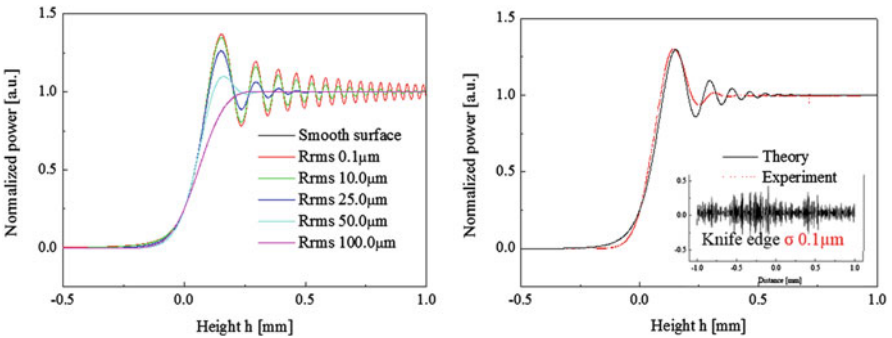 1.5
1.0
0.5
0.0
Normalized power [a.u.]
Smooth surface
Rrms 0.1μm
Rrms 10.0μm
Rrms 25.0μm
Rrms 50.0μm
Rrms 100.0μm
-0.5
0.0
0.5
1.0
Height h [mm]
1.5
1.0
0.5
0.0
Normalized power [a.u.]
Theory
Experiment
0.5
0.0
-0.5
Knife edge σ 0.1μm
-1.0
-0.5
0.0
0.5
1.0
Distance [mm]
-0.5
0.0
0.5
1.0
Height h [mm]